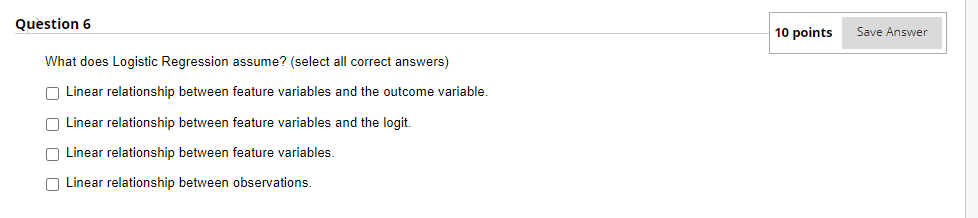 Question 6
10 points
Save Answer
What does Logistic Regression assume? (select all correct answers)
Linear relationship between feature variables and the outcome variable.
Linear relationship between feature variables and the logit.
Linear relationship between feature variables.
Linear relationship between observations.